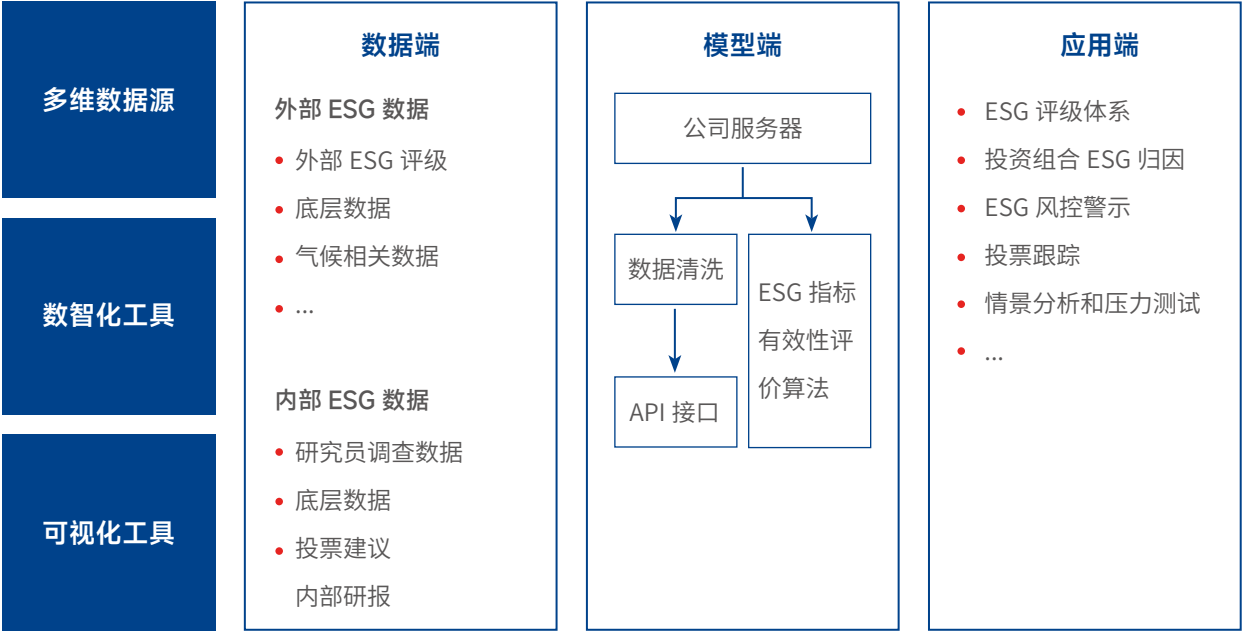 多维数据源
数智化工具
可视化工具
数据端
外部 ESG 数据
• 外部 ESG 评级
• 底层数据
• 气候相关数据
• ...
内部 ESG 数据
• 研究员调查数据
• 底层数据
• 投票建议
内部研报
模型端
公司服务器
数据清洗
API 接口
ESG 指标
有效性评
价算法
应用端
• ESG 评级体系
• 投资组合 ESG 归因
• ESG 风控警示
• 投票跟踪
• 情景分析和压力测试
• ...